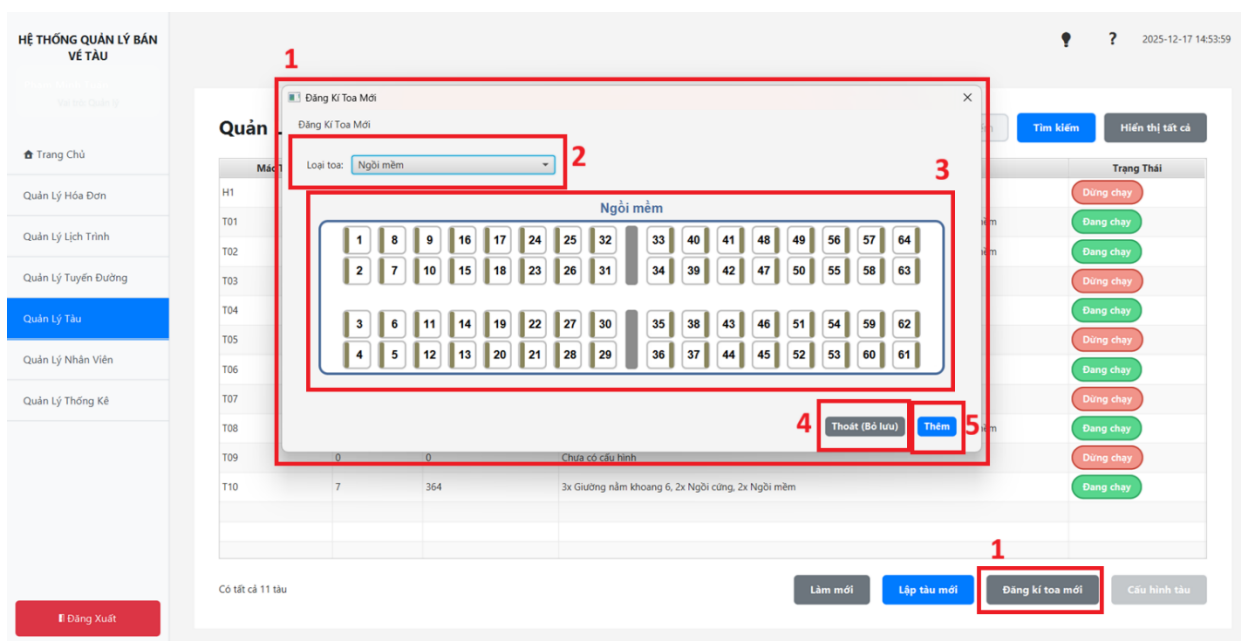 HỆ THỐNG QUẢN LÝ BÁN
VÉ TÀU
? 2025-12-17 14:53:59
1
Đăng Kí Toa Mới
Đăng Kí Toa Mới
Quản
Tìm kiếm
Hiển thị tất cả
Loại toa: Ngồi mềm
2
3
Trang Chủ
Quản Lý Hóa Đơn
Quản Lý Lịch Trình
Quản Lý Tuyến Đường
Quản Lý Tàu
Quản Lý Nhân Viên
Quản Lý Thống Kê
Đăng Xuất
Trạng Thái
H1 Dừng chạy
T01 Đang chạy
T02 Đang chạy
T03 Dừng chạy
T04 Đang chạy
T05 Dừng chạy
T06 Đang chạy
T07 Dừng chạy
T08 Đang chạy
T09 0 0 Chưa có cấu hình Dừng chạy
T10 7 364 3x Giường nằm khoang 6, 2x Ngồi cứng, 2x Ngồi mềm Đang chạy
Ngồi mềm
1 8 9 16 17 24 25 32 33 40 41 48 49 56 57 64
2 7 10 15 18 23 26 31 34 39 42 47 50 55 58 63
3 6 11 14 19 22 27 30 35 38 43 46 51 54 59 62
4 5 12 13 20 21 28 29 36 37 44 45 52 53 60 61
4 Thoát (Bỏ lưu) Thêm 5
1
Có tất cả 11 tàu
Làm mới
Lập tàu mới
Đăng kí toa mới
Cấu hình tàu